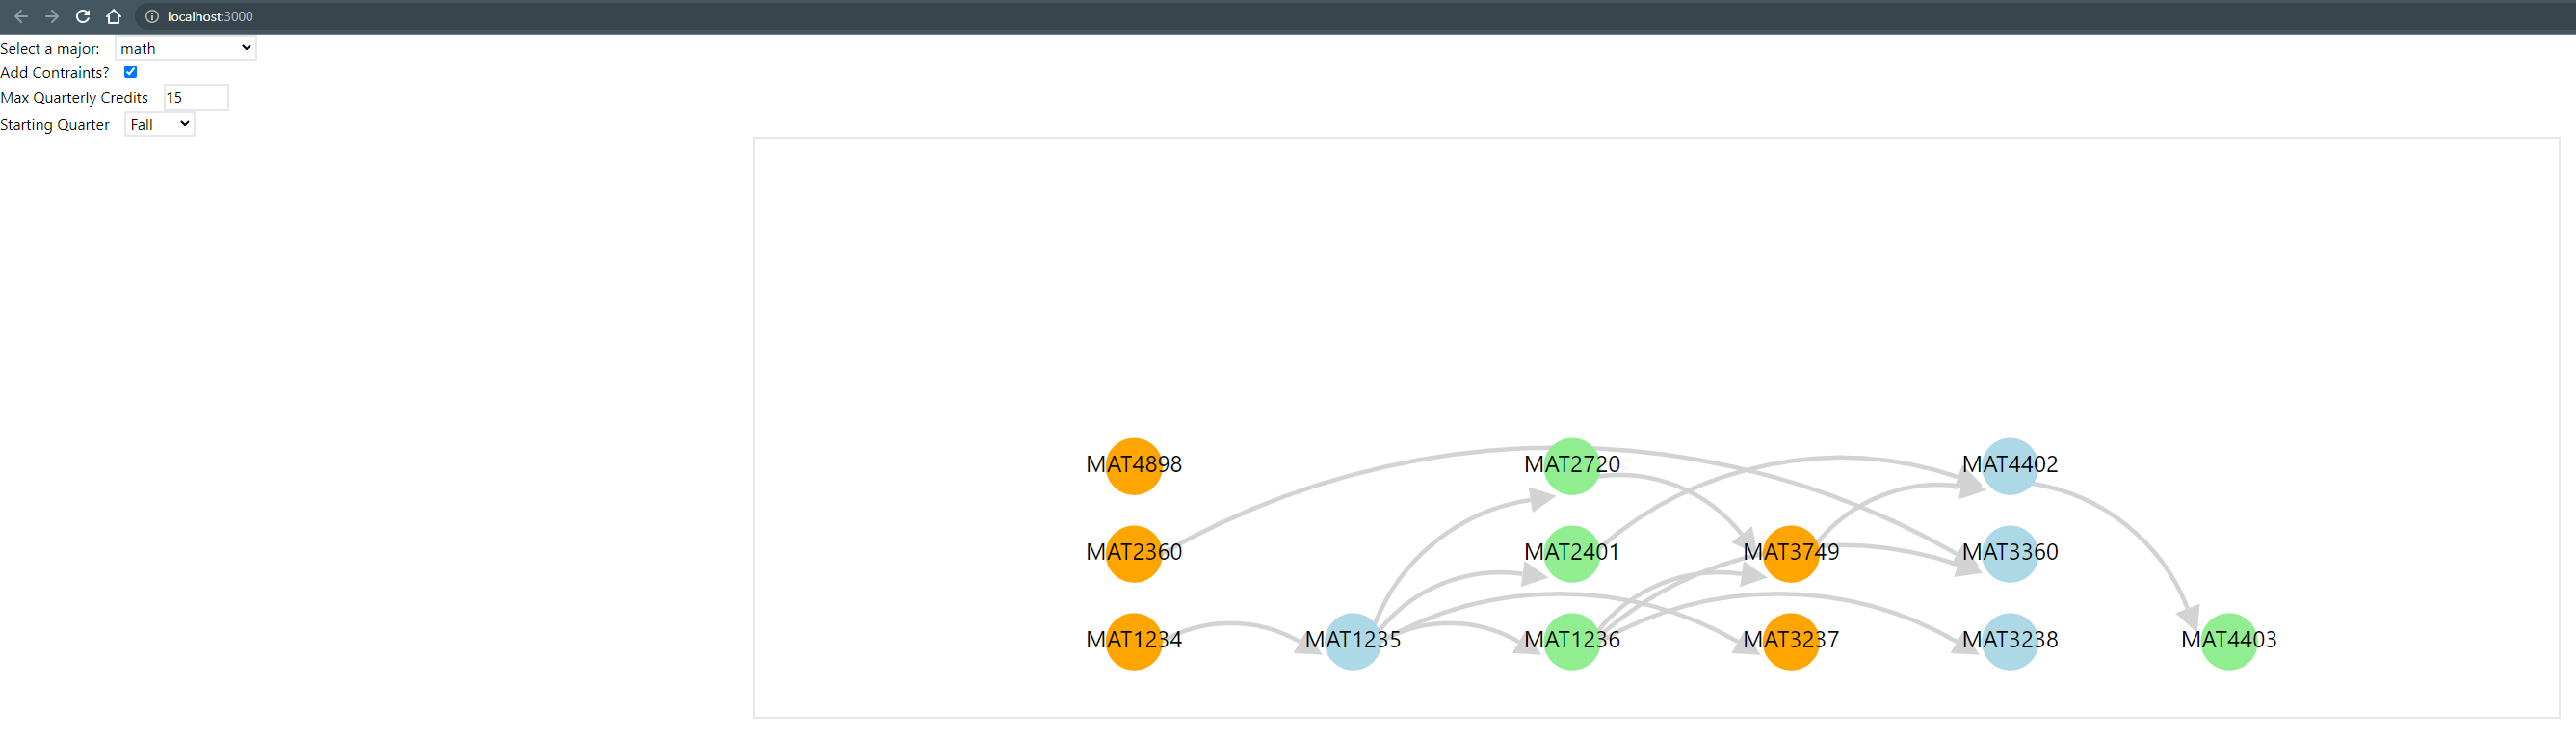 localhost:3000
Select a major: math
Add Contraints?
Max Quarterly Credits 15
Starting Quarter Fall
MAT4898 MAT2720 MAT4402
MAT2360 MAT2401 MAT3749 MAT3360
MAT1234 MAT1235 MAT1236 MAT3237 MAT3238 MAT4403